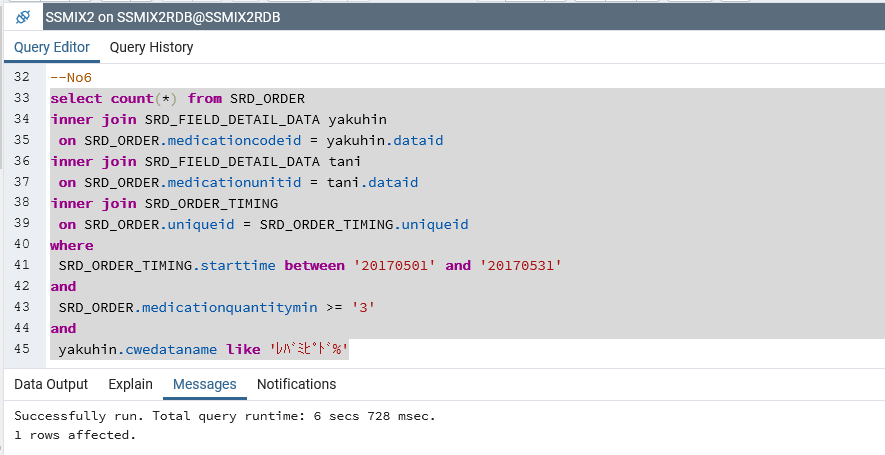 SSMIX2 on SSMIX2RDB@SSMIX2RDB
Query Editor Query History
32 --No6
33 select count(*) from SRD_ORDER
34 inner join SRD_FIELD_DETAIL_DATA yakuhin
35 on SRD_ORDER.medicationcodeid = yakuhin.dataid
36 inner join SRD_FIELD_DETAIL_DATA tani
37 on SRD_ORDER.medicationunitid = tani.dataid
38 inner join SRD_ORDER_TIMING
39 on SRD_ORDER.uniqueid = SRD_ORDER_TIMING.uniqueid
40 where
41 SRD_ORDER_TIMING.starttime between '20170501' and '20170531'
42 and
43 SRD_ORDER.medicationquantitymin >= '3'
44 and
45 yakuhin.cwedataname like 'ﾚﾊﾞﾐﾋﾟﾄﾞ%'
Data Output Explain Messages Notifications
Successfully run. Total query runtime: 6 secs 728 msec.
1 rows affected.